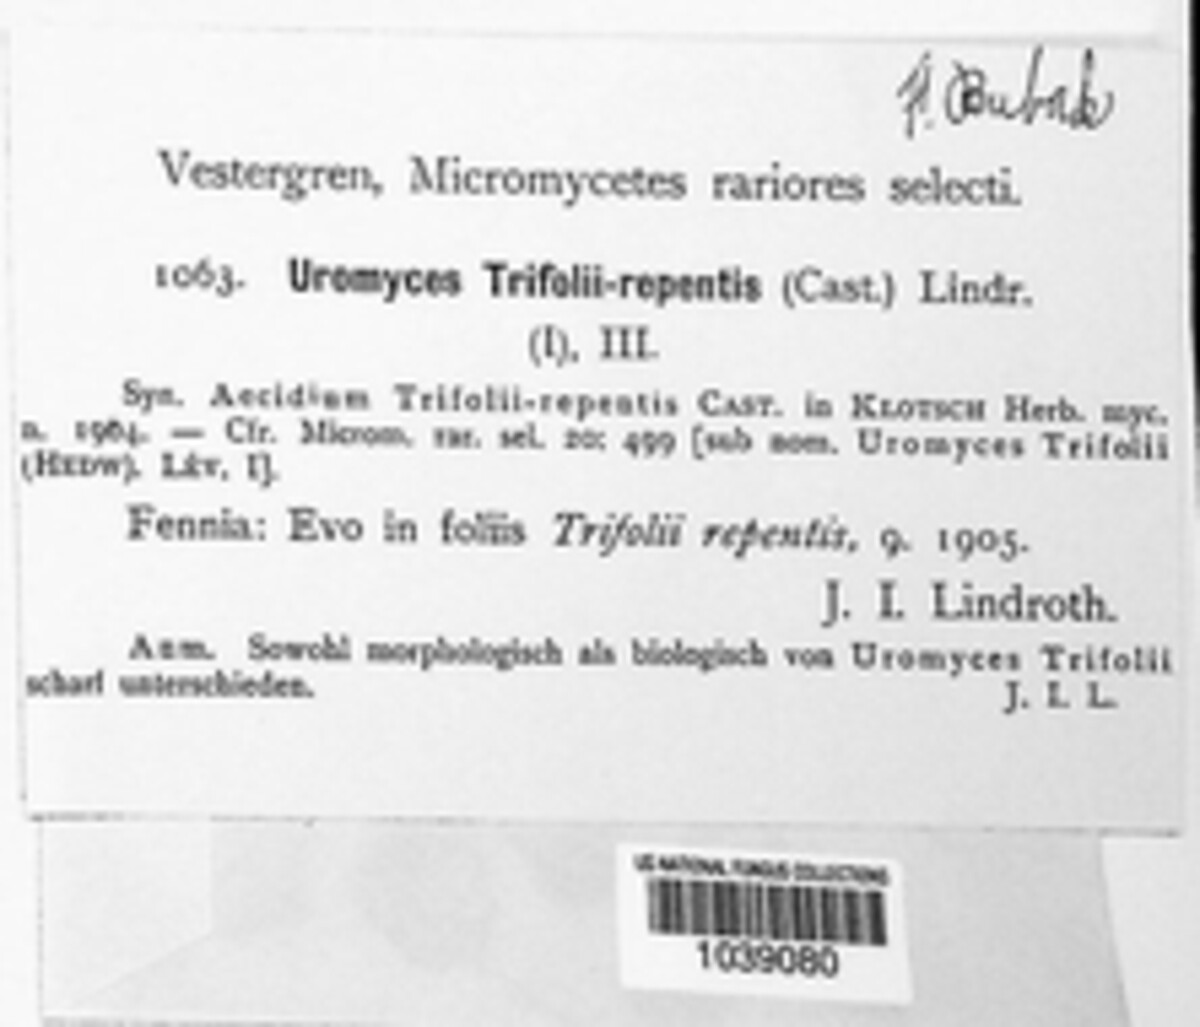 F. Bubák
Vestergren, Micromycetes rariores selecti.
1063. Uromyces Trifolii-repentis (Cast.) Lindr.
(I), III.
Syn. Aecidium Trifolii-repentis CAST. in KLOTSCH Herb. myc.
n. 1964. — Cfr. Microm. rar. sel. 20; 499 [sub nom. Uromyces Trifolii
(HEDW). LÉV. I].
Fennia: Evo in foliis Trifolii repentis, 9. 1905.
J. I. Lindroth.
Anm. Sowohl morphologisch als biologisch von Uromyces Trifolii
scharf unterschieden.
J. I. L.
US NATIONAL FUNGUS COLLECTIONS
1039080